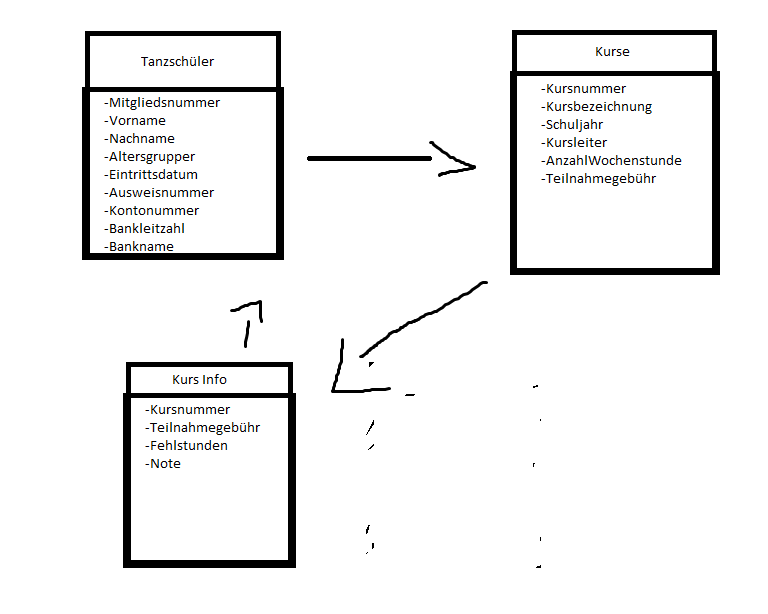 Tanzschüler
-Mitgliedsnummer
-Vorname
-Nachname
-Altersgrupper
-Eintrittsdatum
-Ausweisnummer
-Kontonummer
-Bankleitzahl
-Bankname
Kurse
-Kursnummer
-Kursbezeichnung
-Schuljahr
-Kursleiter
-AnzahlWochenstunde
-Teilnahmegebühr
Kurs Info
-Kursnummer
-Teilnahmegebühr
-Fehlstunden
-Note